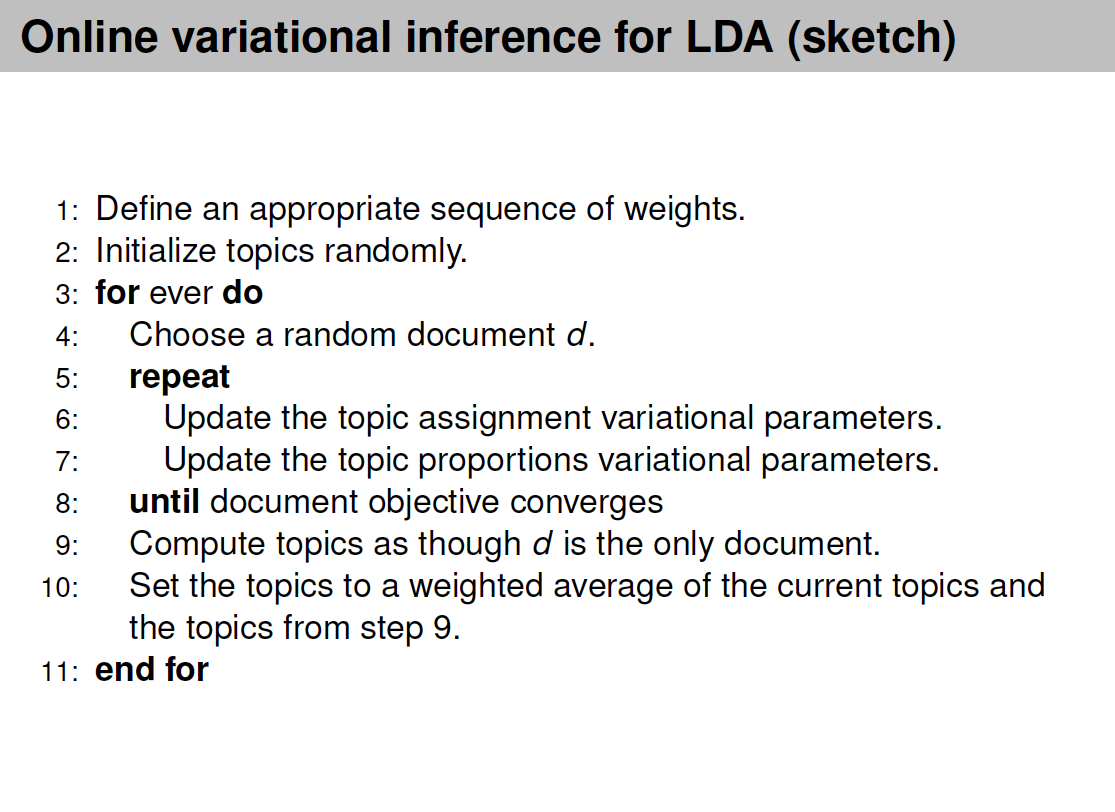 Online variational inference for LDA (sketch)
1: Define an appropriate sequence of weights.
2: Initialize topics randomly.
3: for ever do
4: Choose a random document d.
5: repeat
6: Update the topic assignment variational parameters.
7: Update the topic proportions variational parameters.
8: until document objective converges
9: Compute topics as though d is the only document.
10: Set the topics to a weighted average of the current topics and
the topics from step 9.
11: end for